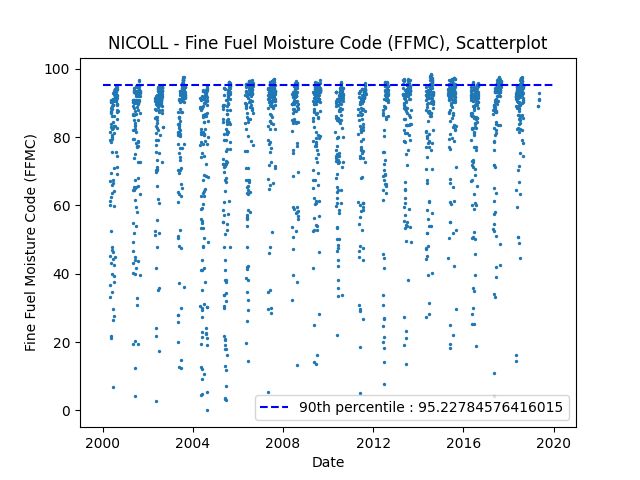 NICOLL - Fine Fuel Moisture Code (FFMC), Scatterplot
Fine Fuel Moisture Code (FFMC)
100
80
60
40
20
0
90th percentile : 95.22784576416015
2000 2004 2008 2012 2016 2020
Date